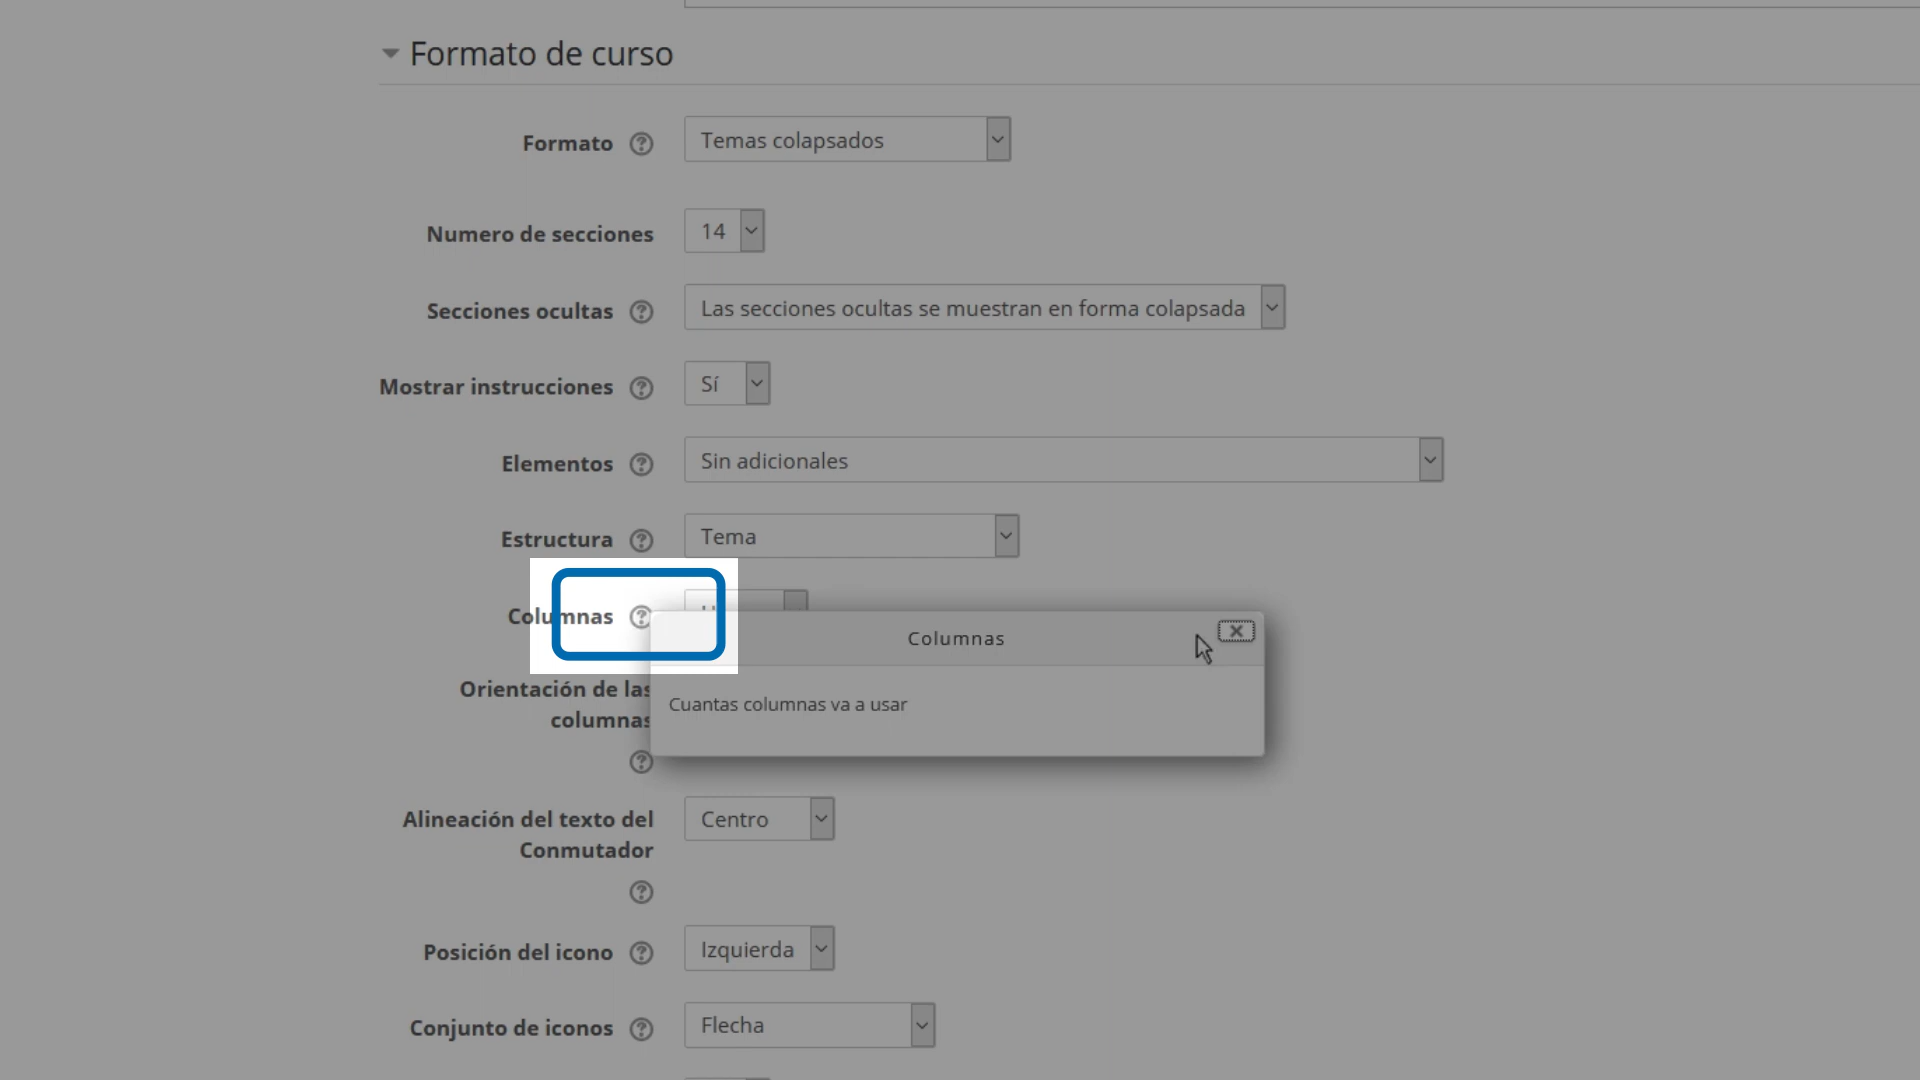 Formato de curso
Formato
Temas colapsados
Numero de secciones
14
Secciones ocultas
Las secciones ocultas se muestran en forma colapsada
Mostrar instrucciones
Sí
Elementos
Sin adicionales
Estructura
Tema
Columnas
Columnas
Cuantas columnas va a usar
Orientación de las
columnas
Alineación del texto del
Conmutador
Centro
Posición del icono
Izquierda
Conjunto de iconos
Flecha